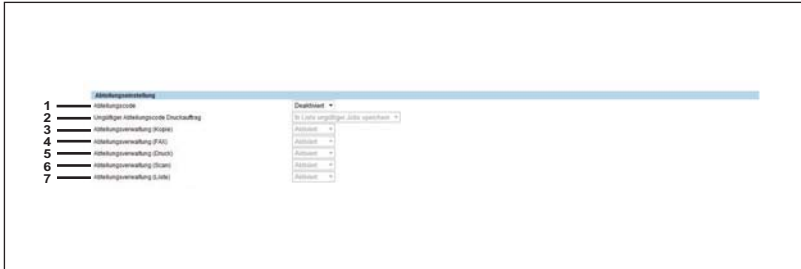 Abteilungseinstellung
1 Abteilungscode Deaktiviert
2 Ungültiger Abteilungscode Druckauftrag In Liste ungültiger Jobs speichern
3 Abteilungsverwaltung (Kopie) Aktiviert
4 Abteilungsverwaltung (FAX) Aktiviert
5 Abteilungsverwaltung (Druck) Aktiviert
6 Abteilungsverwaltung (Scan) Aktiviert
7 Abteilungsverwaltung (Liste) Aktiviert